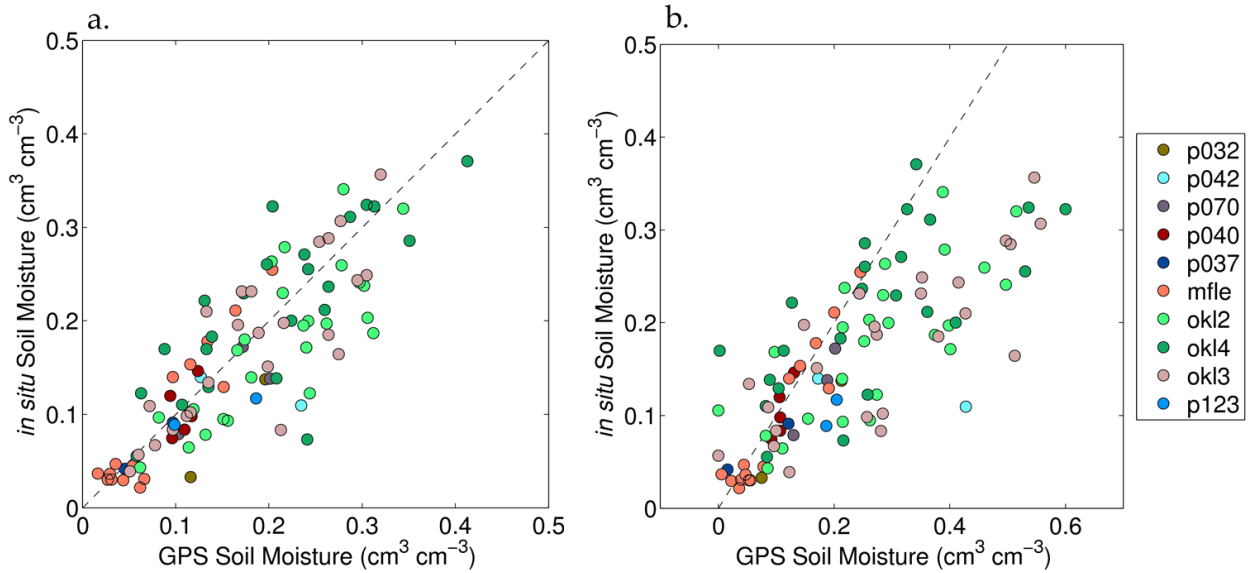 a.
0.5
0.4
0.3
0.2
0.1
0
0 0.1 0.2 0.3 0.4 0.5
in situ Soil Moisture (cm³ cm⁻³)
GPS Soil Moisture (cm³ cm⁻³)
b.
0.5
0.4
0.3
0.2
0.1
0
0 0.2 0.4 0.6
in situ Soil Moisture (cm³ cm⁻³)
GPS Soil Moisture (cm³ cm⁻³)
p032
p042
p070
p040
p037
mfle
okl2
okl4
okl3
p123